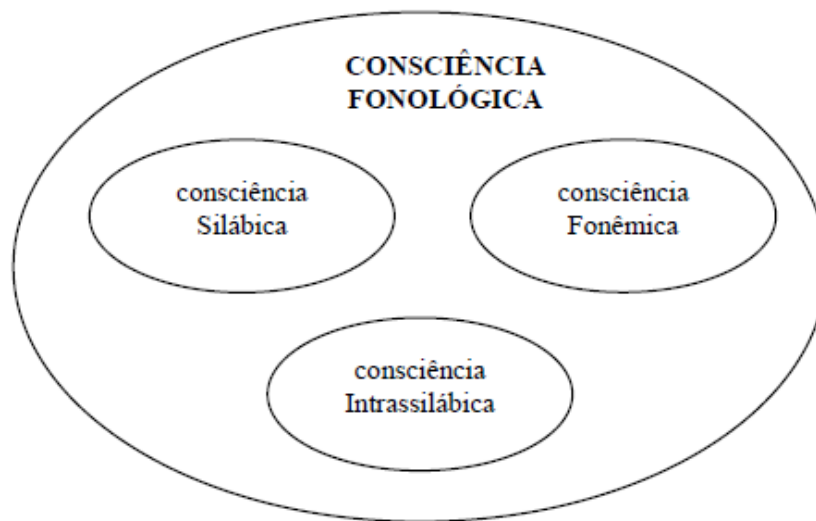 CONSCIÊNCIA
FONOLÓGICA
consciência
Silábica
consciência
Fonêmica
consciência
Intrassilábica